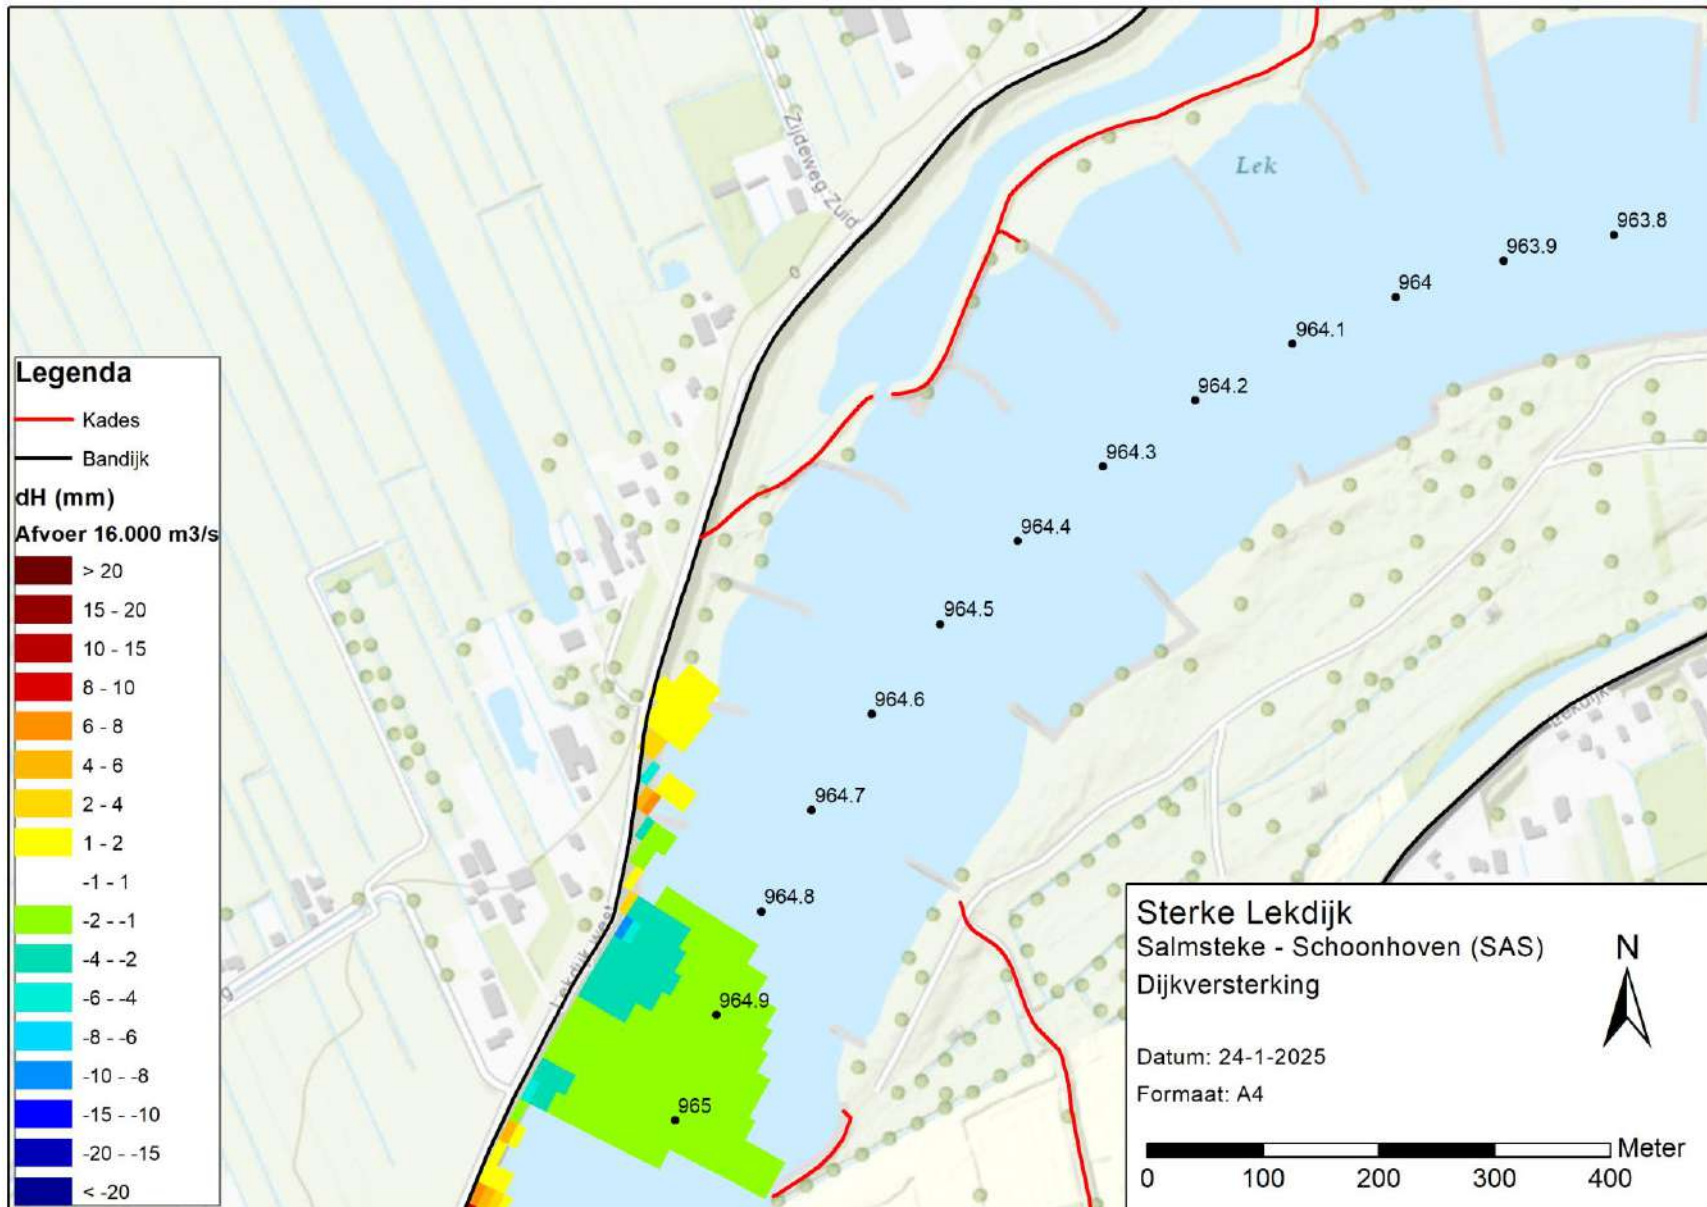 Zijdeweg-Zuid
Lek
963.8
963.9
964
964.1
964.2
964.3
964.4
964.5
964.6
964.7
964.8
964.9
965
Lekdijk West
Lekdijk
Legenda
Kades
Bandijk
dH (mm)
Afvoer 16.000 m3/s
> 20
15 - 20
10 - 15
8 - 10
6 - 8
4 - 6
2 - 4
1 - 2
-1 - 1
-2 - -1
-4 - -2
-6 - -4
-8 - -6
-10 - -8
-15 - -10
-20 - -15
< -20
g
Sterke Lekdijk
Salmsteke - Schoonhoven (SAS)
Dijkversterking
N
Datum: 24-1-2025
Formaat: A4
Meter
0 100 200 300 400